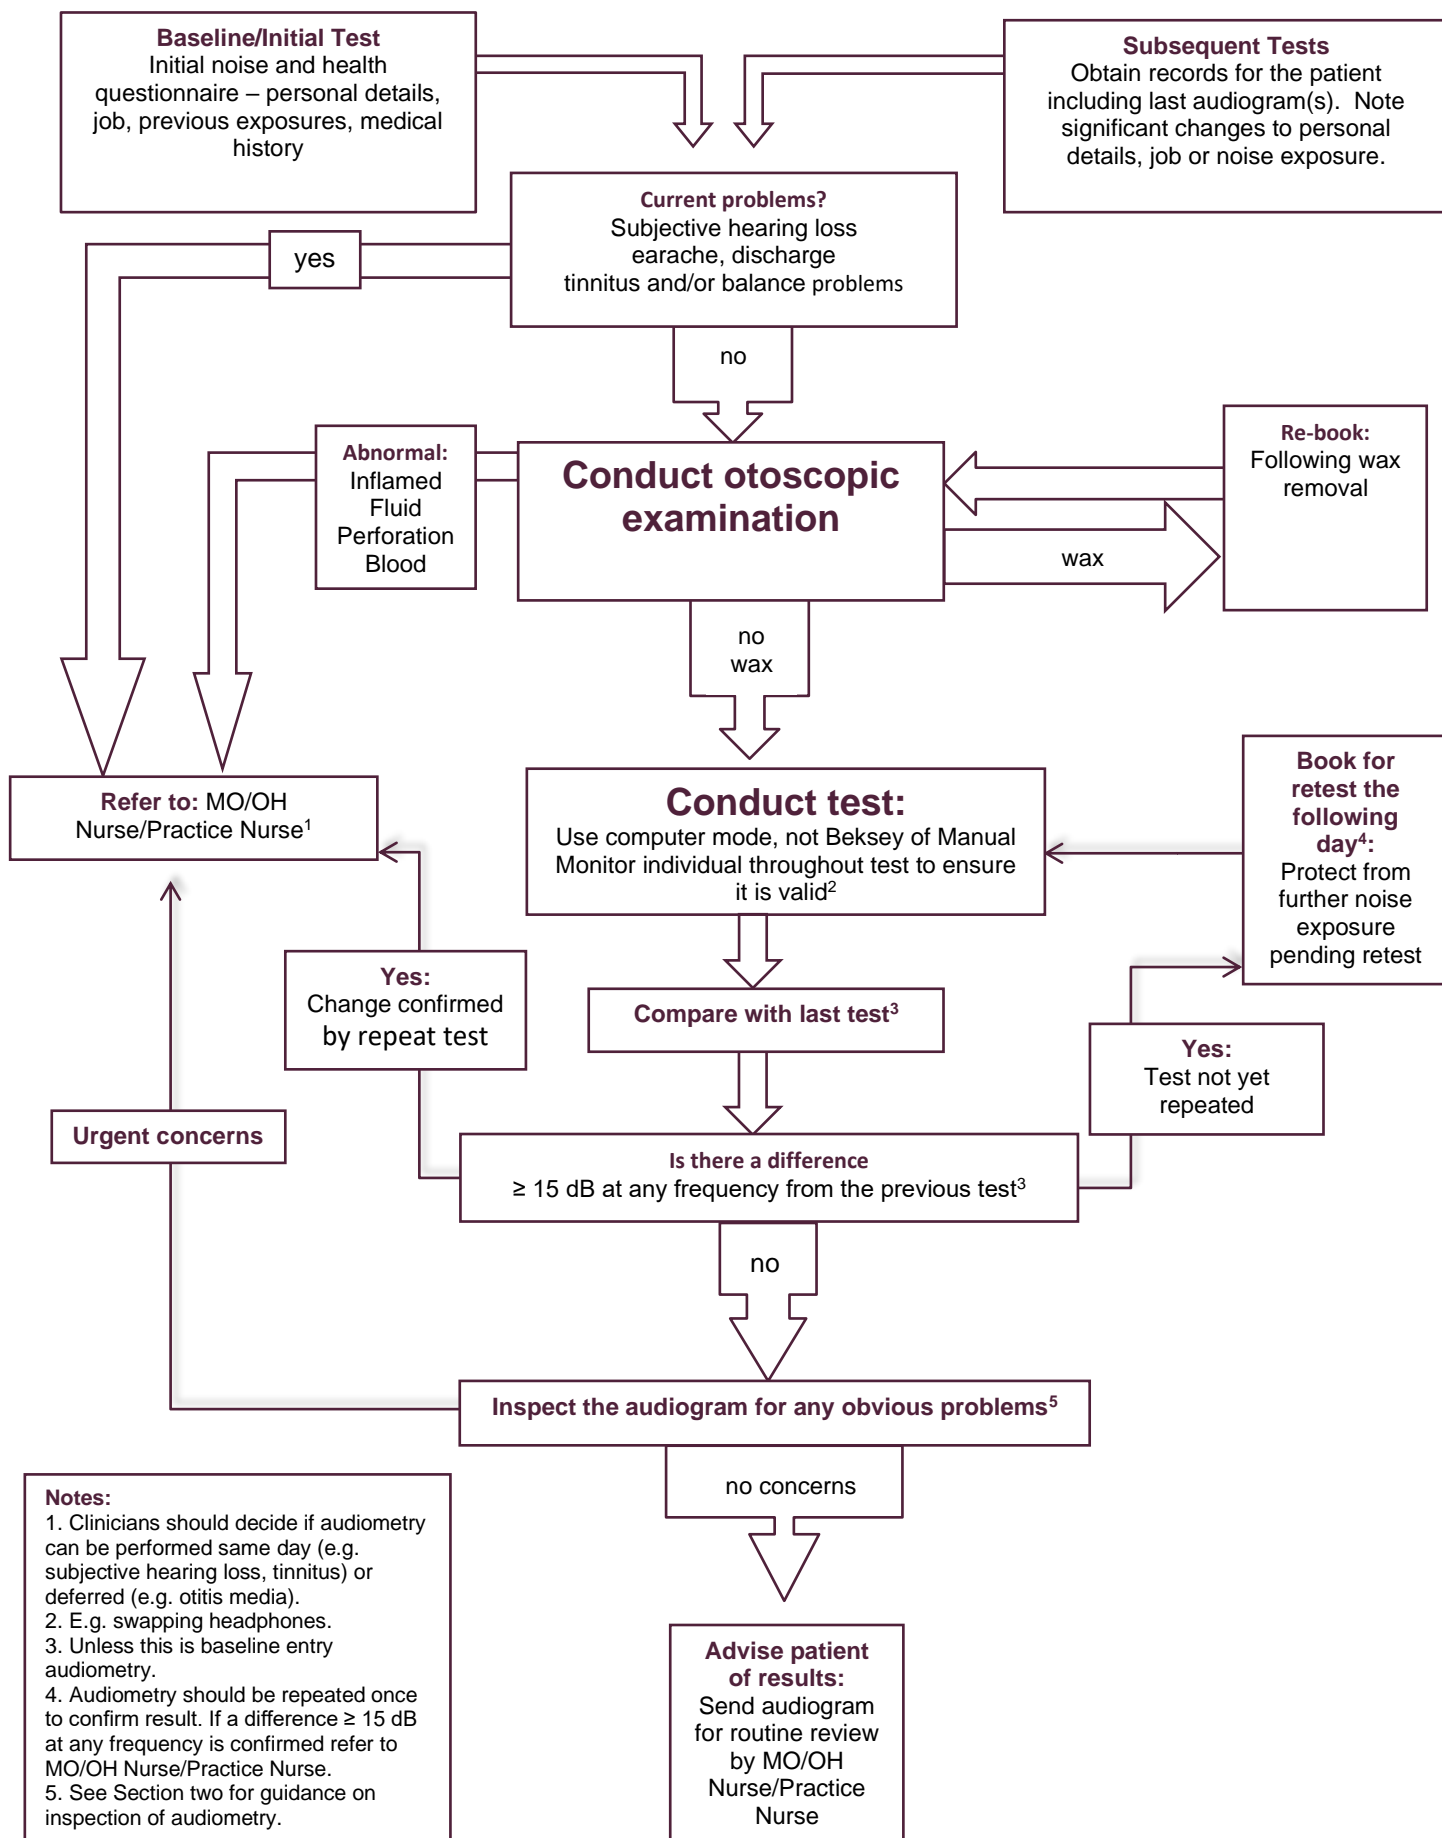 Baseline/Initial Test
Initial noise and health
questionnaire – personal details,
job, previous exposures, medical
history
Subsequent Tests
Obtain records for the patient
including last audiogram(s).  Note
significant changes to personal
details, job or noise exposure.
Current problems?
Subjective hearing loss
earache, discharge
tinnitus and/or balance problems
yes
no
Abnormal:
Inflamed
Fluid
Perforation
Blood
Conduct otoscopic
examination
Re-book:
Following wax
removal
wax
no
wax
Refer to: MO/OH
Nurse/Practice Nurse¹
Conduct test:
Use computer mode, not Beksey of Manual
Monitor individual throughout test to ensure
it is valid²
Book for
retest the
following
day⁴:
Protect from
further noise
exposure
pending retest
Yes:
Change confirmed
by repeat test
Compare with last test³
Yes:
Test not yet
repeated
Urgent concerns
Is there a difference
≥ 15 dB at any frequency from the previous test³
no
Inspect the audiogram for any obvious problems⁵
no concerns
Notes:
1. Clinicians should decide if audiometry
can be performed same day (e.g.
subjective hearing loss, tinnitus) or
deferred (e.g. otitis media).
2. E.g. swapping headphones.
3. Unless this is baseline entry
audiometry.
4. Audiometry should be repeated once
to confirm result. If a difference ≥ 15 dB
at any frequency is confirmed refer to
MO/OH Nurse/Practice Nurse.
5. See Section two for guidance on
inspection of audiometry.
Advise patient
of results:
Send audiogram
for routine review
by MO/OH
Nurse/Practice
Nurse